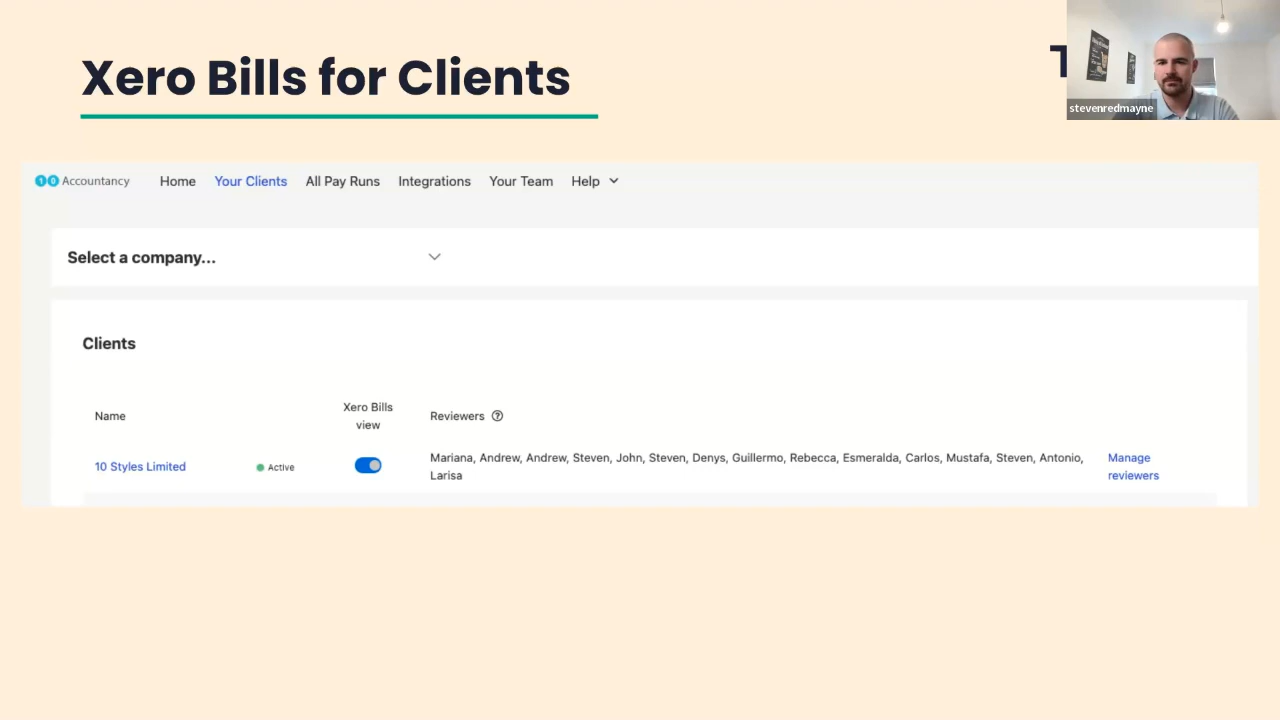 Xero Bills for Clients
T
stevenredmayne
10 Accountancy Home Your Clients All Pay Runs Integrations Your Team Help
Select a company...
Clients
Name
Xero Bills
view
Reviewers ?
10 Styles Limited
Active
Mariana, Andrew, Andrew, Steven, John, Steven, Denys, Guillermo, Rebecca, Esmeralda, Carlos, Mustafa, Steven, Antonio,
Larisa
Manage
reviewers